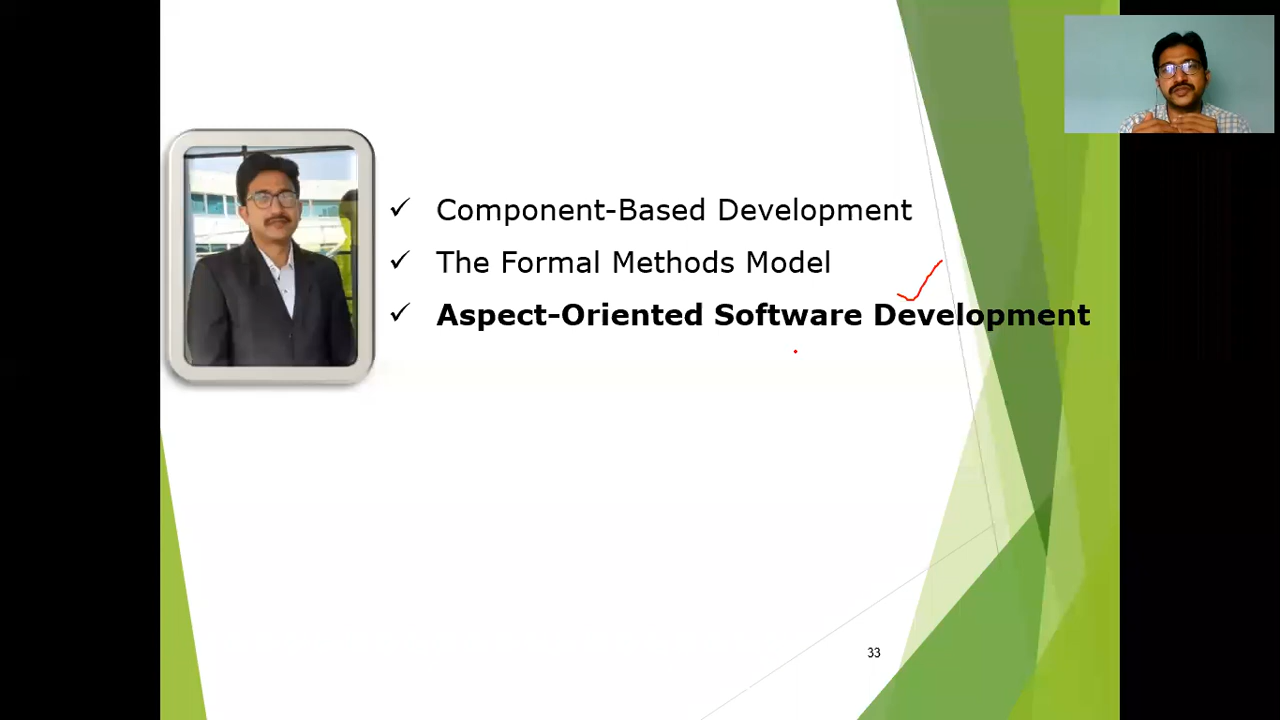 ✓ Component-Based Development
✓ The Formal Methods Model
✓ Aspect-Oriented Software Development
33